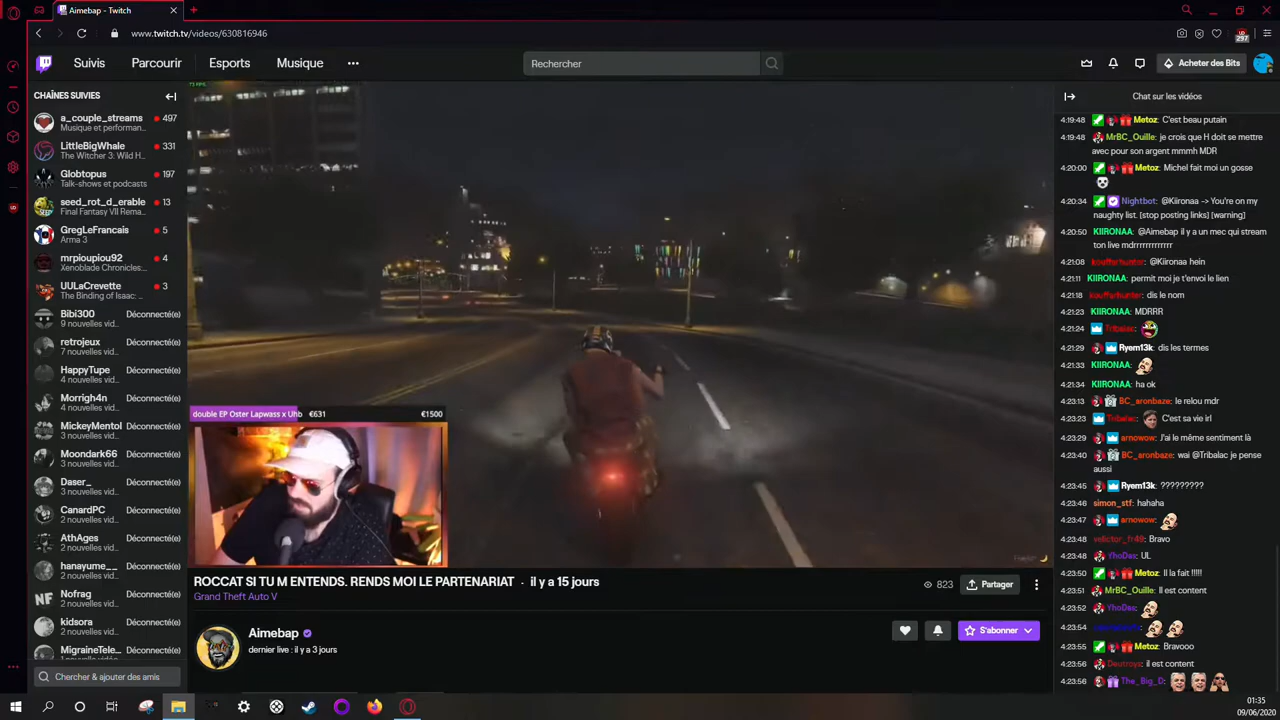 Aimebap - Twitch
www.twitch.tv/videos/630816946
297
Suivis
Parcourir
Esports
Musique
Rechercher
Acheter des Bits
CHAÎNES SUIVIES
a_couple_streams
497
Musique et performan...
LittleBigWhale
331
The Witcher 3: Wild H...
Globtopus
197
Talk-shows et podcasts
seed_rot_d_erable
13
Final Fantasy VII Rema...
GregLeFrancais
5
Arma 3
mrpioupiou92
4
Xenoblade Chronicles...
UULaCrevette
3
The Binding of Isaac: ...
Bibi300
Déconnecté(e)
9 nouvelles vid...
retrojeux
Déconnecté(e)
7 nouvelles vid...
HappyTupe
Déconnecté(e)
4 nouvelles vid...
Morrigh4n
Déconnecté(e)
4 nouvelles vid...
MickeyMentol
Déconnecté(e)
4 nouvelles vid...
Moondark66
Déconnecté(e)
3 nouvelles vid...
Daser_
Déconnecté(e)
3 nouvelles vid...
CanardPC
Déconnecté(e)
2 nouvelles vid...
AthAges
Déconnecté(e)
2 nouvelles vid...
hanayume__
Déconnecté(e)
2 nouvelles vid...
Nofrag
Déconnecté(e)
2 nouvelles vid...
kidsora
Déconnecté(e)
2 nouvelles vid...
MigraineTele...
Déconnecté(e)
Chercher & ajouter des amis
double EP Oster Lapwass x Uhb
€631
€1500
ROCCAT SI TU M ENTENDS. RENDS MOI LE PARTENARIAT · il y a 15 jours
Grand Theft Auto V
823
Partager
Aimebap
dernier live : il y a 3 jours
S'abonner
Chat sur les vidéos
4:19:48 Metoz: C'est beau putain
4:19:48 MrBC_Ouille: je crois que H doit se mettre
avec pour son argent mmmh MDR
4:20:00 Metoz: Michel fait moi un gosse
4:20:34 Nightbot: @Kiironaa -> You're on my
naughty list. [stop posting links] [warning]
4:20:50 KIIRONAA: @Aimebap il y a un mec qui stream
ton live mdrrrrrrrrrrr
4:21:08 kouffarhunter: @Kiironaa hein
4:21:11 KIIRONAA: permit moi je t'envoi le lien
4:21:18 kouffarhunter: dis le nom
4:21:23 KIIRONAA: MDRRR
4:21:24 Tribalac:
4:21:29 Ryem13k: dis les termes
4:21:33 KIIRONAA:
4:21:34 KIIRONAA: ha ok
4:23:13 BC_aronbaze: le relou mdr
4:23:23 Tribalac: C'est sa vie irl
4:23:29 arnowow: J'ai le même sentiment là
4:23:40 BC_aronbaze: wai @Tribalac je pense
aussi
4:23:45 Ryem13k: ?????????
4:23:46 simon_stf: hahaha
4:23:47 arnowow:
4:23:48 velictor_fr49: Bravo
4:23:48 YhoDex: UL
4:23:50 Metoz: Il la fait !!!!!
4:23:51 MrBC_Ouille: Il est content
4:23:52 YhoDex:
4:23:54
4:23:55 Metoz: Bravooo
4:23:56 Deutroyx: il est content
4:23:56 The_Big_D:
01:35
09/06/2020